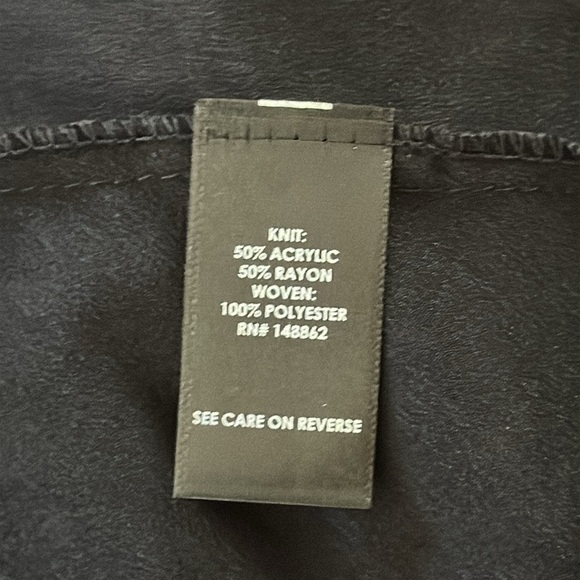 KNIT:
50% ACRYLIC
50% RAYON
WOVEN:
100% POLYESTER
RN# 148862
SEE CARE ON REVERSE